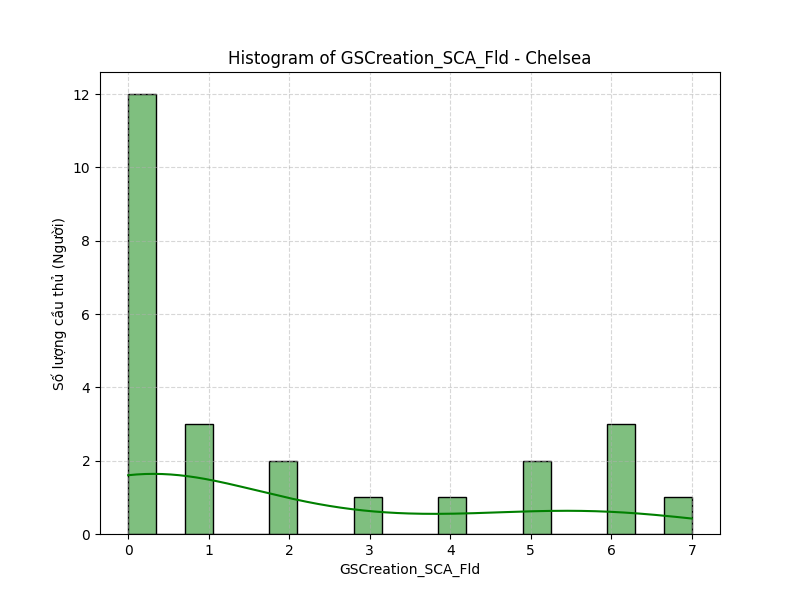 Histogram of GSCreation_SCA_Fld - Chelsea
Số lượng cầu thủ (Người)
12
10
8
6
4
2
0
0 1 2 3 4 5 6 7
GSCreation_SCA_Fld